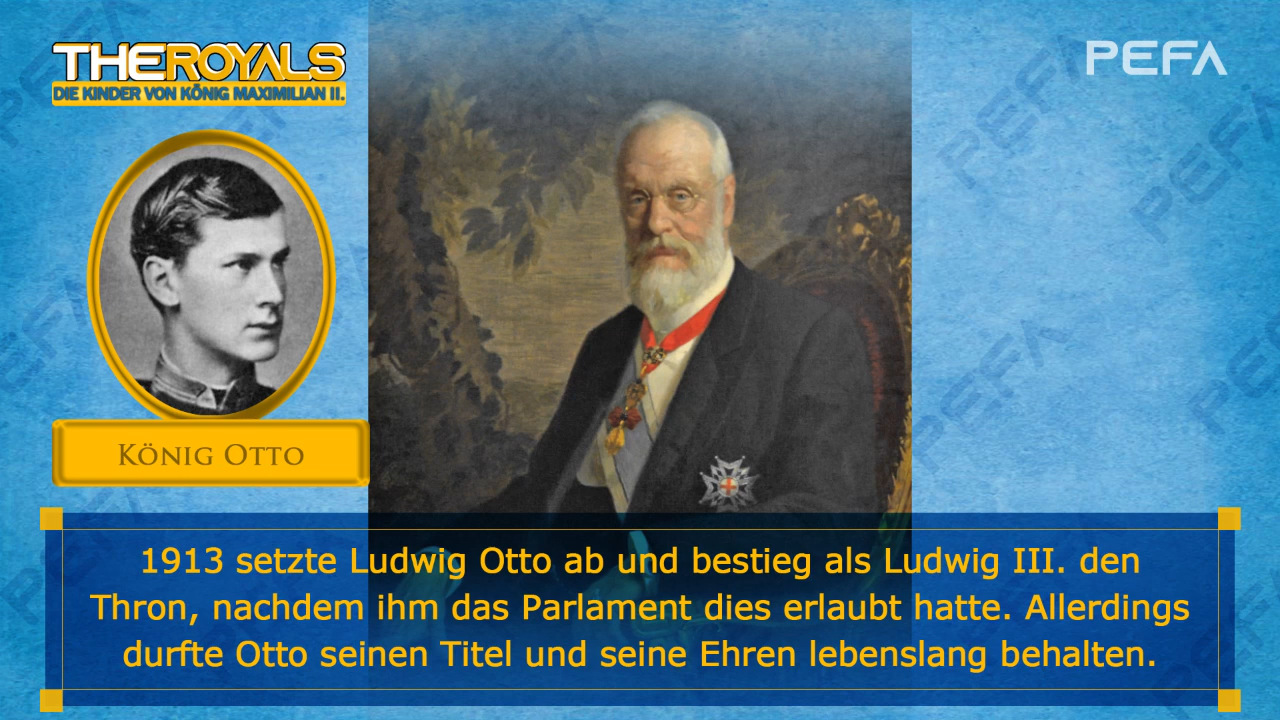 THEROYALS
DIE KINDER VON KÖNIG MAXIMILIAN II.
PEFA
KÖNIG OTTO
1913 setzte Ludwig Otto ab und bestieg als Ludwig III. den
Thron, nachdem ihm das Parlament dies erlaubt hatte. Allerdings
durfte Otto seinen Titel und seine Ehren lebenslang behalten.